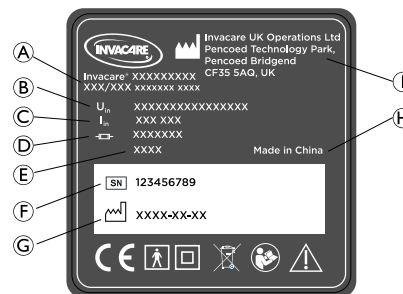 INVACARE
Invacare UK Operations Ltd
Pencoed Technology Park,
Pencoed Bridgend
CF35 5AQ, UK
A
Invacare® XXXXXXXXX
XXX/XXX XXXXXXX XXXX
B
Uin XXXXXXXXXXXXXXXX
C
Iin XXX XXX
D
XXXXXXX
E
XXXX
Made in China
H
F
SN 123456789
G
XXXX-XX-XX
CE